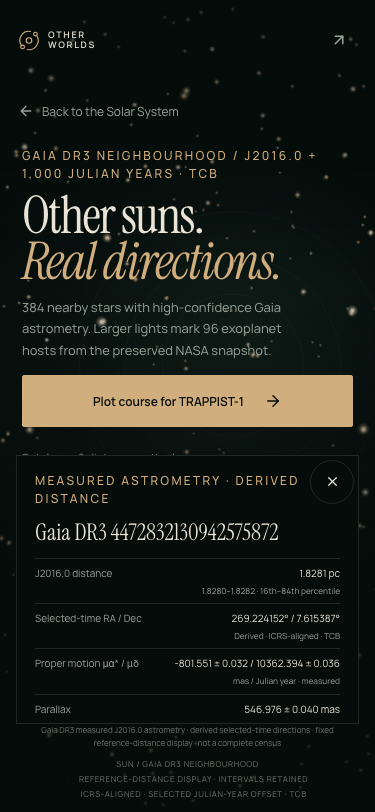 OTHER
WORLDS
Back to the Solar System
GAIA DR3 NEIGHBOURHOOD / J2016.0 +
1,000 JULIAN YEARS · TCB
Other suns.
Real directions.
384 nearby stars with high-confidence Gaia
astrometry. Larger lights mark 96 exoplanet
hosts from the preserved NASA snapshot.
Plot course for TRAPPIST-1
MEASURED ASTROMETRY · DERIVED
DISTANCE
Gaia DR3 4472832130942575872
J2016.0 distance 1.8281 pc
1.8280–1.8282 · 16th–84th percentile
Selected-time RA / Dec 269.224152° / 7.615387°
Derived · ICRS-aligned · TCB
Proper motion μα* / μδ -801.551 ± 0.032 / 10362.394 ± 0.036
mas / Julian year · measured
Parallax 546.976 ± 0.040 mas
Gaia DR3 measured J2016.0 astrometry · derived selected-time directions · fixed
reference-distance display · not a complete census
SUN / GAIA DR3 NEIGHBOURHOOD
REFERENCE-DISTANCE DISPLAY · INTERVALS RETAINED
ICRS-ALIGNED · SELECTED JULIAN-YEAR OFFSET · TCB